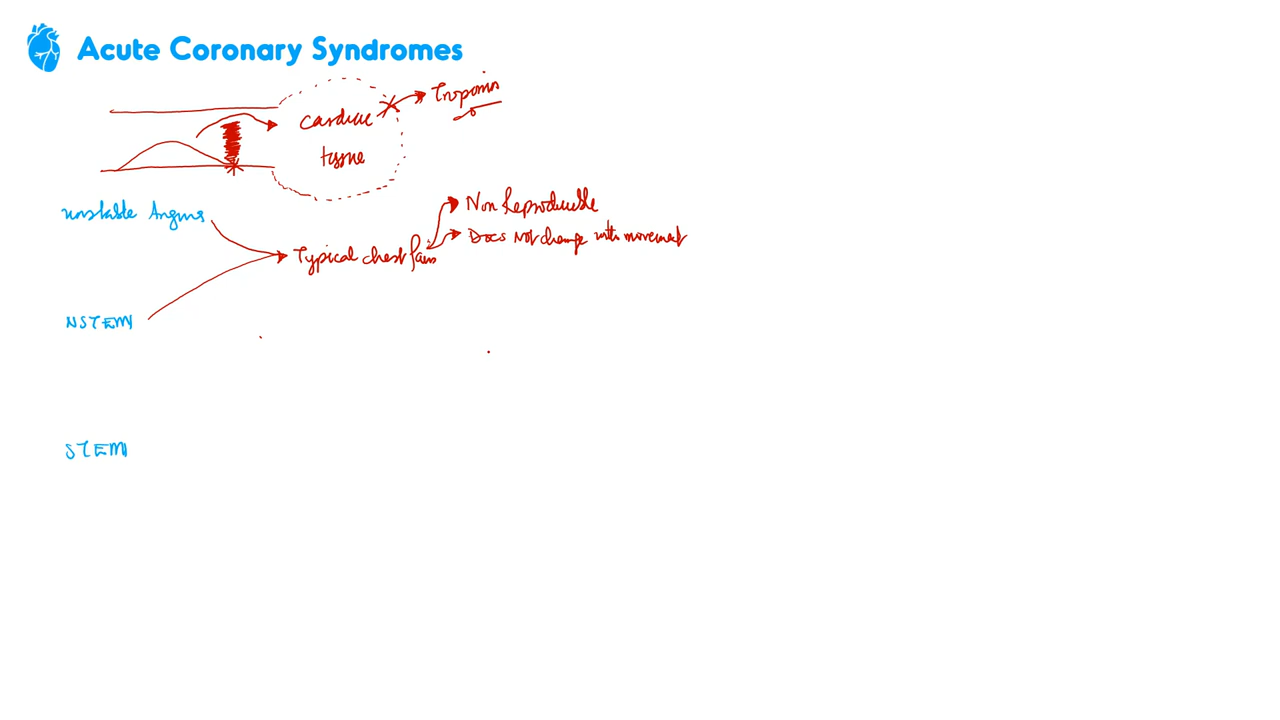 Acute Coronary Syndromes
Troponins
Cardiac
tissue
Unstable Angina
Non Reproducible
Does Not change with movement
Typical chest Pain
NSTEMI
STEMI